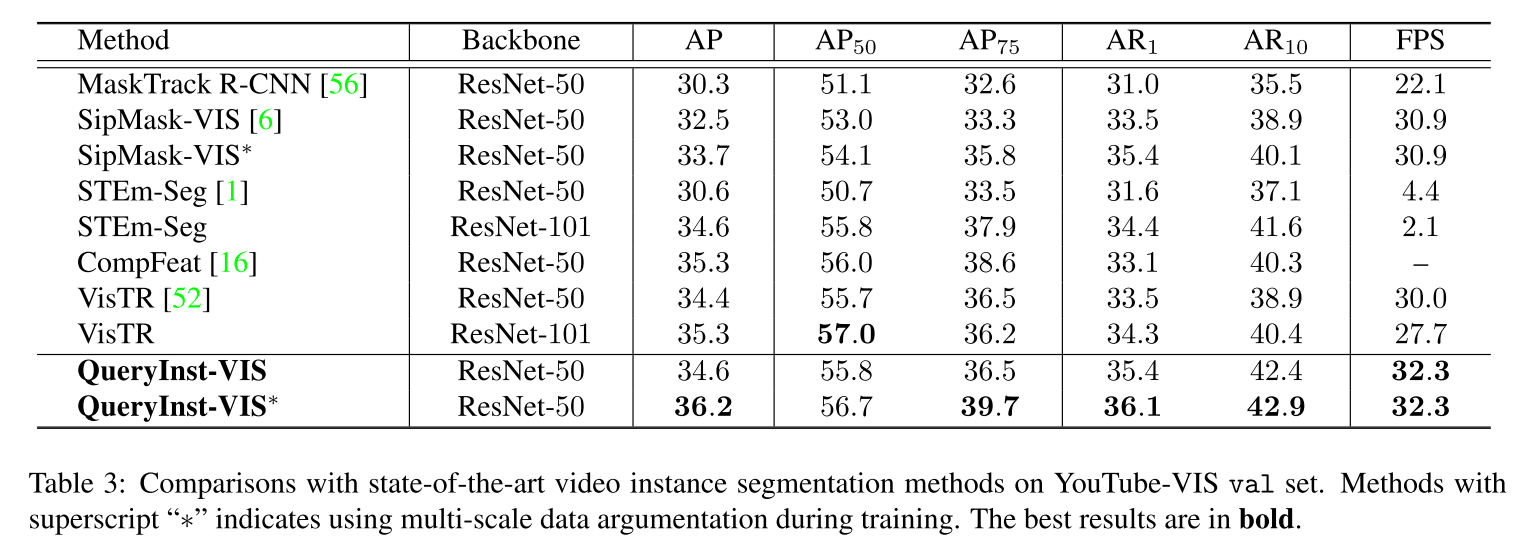 Method Backbone AP AP50 AP75 AR1 AR10 FPS
MaskTrack R-CNN [56] ResNet-50 30.3 51.1 32.6 31.0 35.5 22.1
SipMask-VIS [6] ResNet-50 32.5 53.0 33.3 33.5 38.9 30.9
SipMask-VIS* ResNet-50 33.7 54.1 35.8 35.4 40.1 30.9
STEm-Seg [1] ResNet-50 30.6 50.7 33.5 31.6 37.1 4.4
STEm-Seg ResNet-101 34.6 55.8 37.9 34.4 41.6 2.1
CompFeat [16] ResNet-50 35.3 56.0 38.6 33.1 40.3 –
VisTR [52] ResNet-50 34.4 55.7 36.5 33.5 38.9 30.0
VisTR ResNet-101 35.3 57.0 36.2 34.3 40.4 27.7
QueryInst-VIS ResNet-50 34.6 55.8 36.5 35.4 42.4 32.3
QueryInst-VIS* ResNet-50 36.2 56.7 39.7 36.1 42.9 32.3
Table 3: Comparisons with state-of-the-art video instance segmentation methods on YouTube-VIS val set. Methods with
superscript “*” indicates using multi-scale data argumentation during training. The best results are in bold.